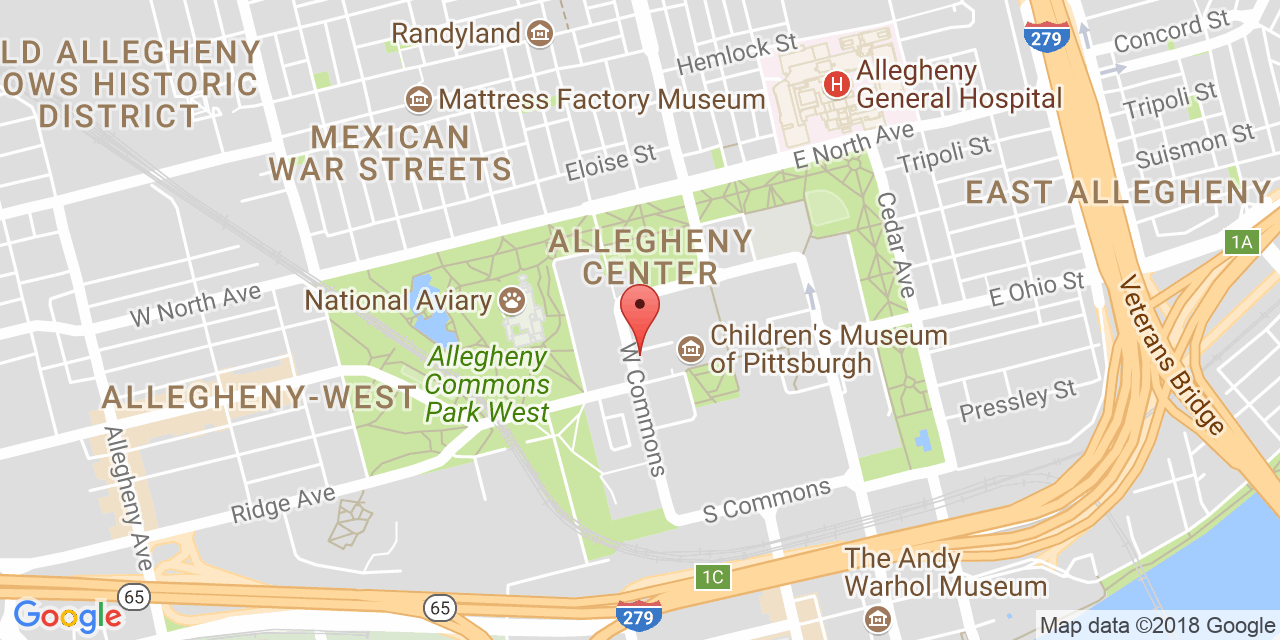 Randyland
Hemlock St
279
Concord St
LD ALLEGHENY
OWS HISTORIC
DISTRICT
Mattress Factory Museum
H
Allegheny
General Hospital
Tripoli St
MEXICAN
WAR STREETS
Eloise St
E North Ave
Tripoli St
Suismon St
EAST ALLEGHENY
ALLEGHENY
CENTER
Cedar Ave
1A
W North Ave
National Aviary
E Ohio St
Veterans Bridge
Children's Museum
of Pittsburgh
W Commons
Allegheny
Commons
Park West
ALLEGHENY-WEST
Pressley St
Allegheny Ave
Ridge Ave
S Commons
The Andy
Warhol Museum
1C
65
65
279
Google
Map data ©2018 Google